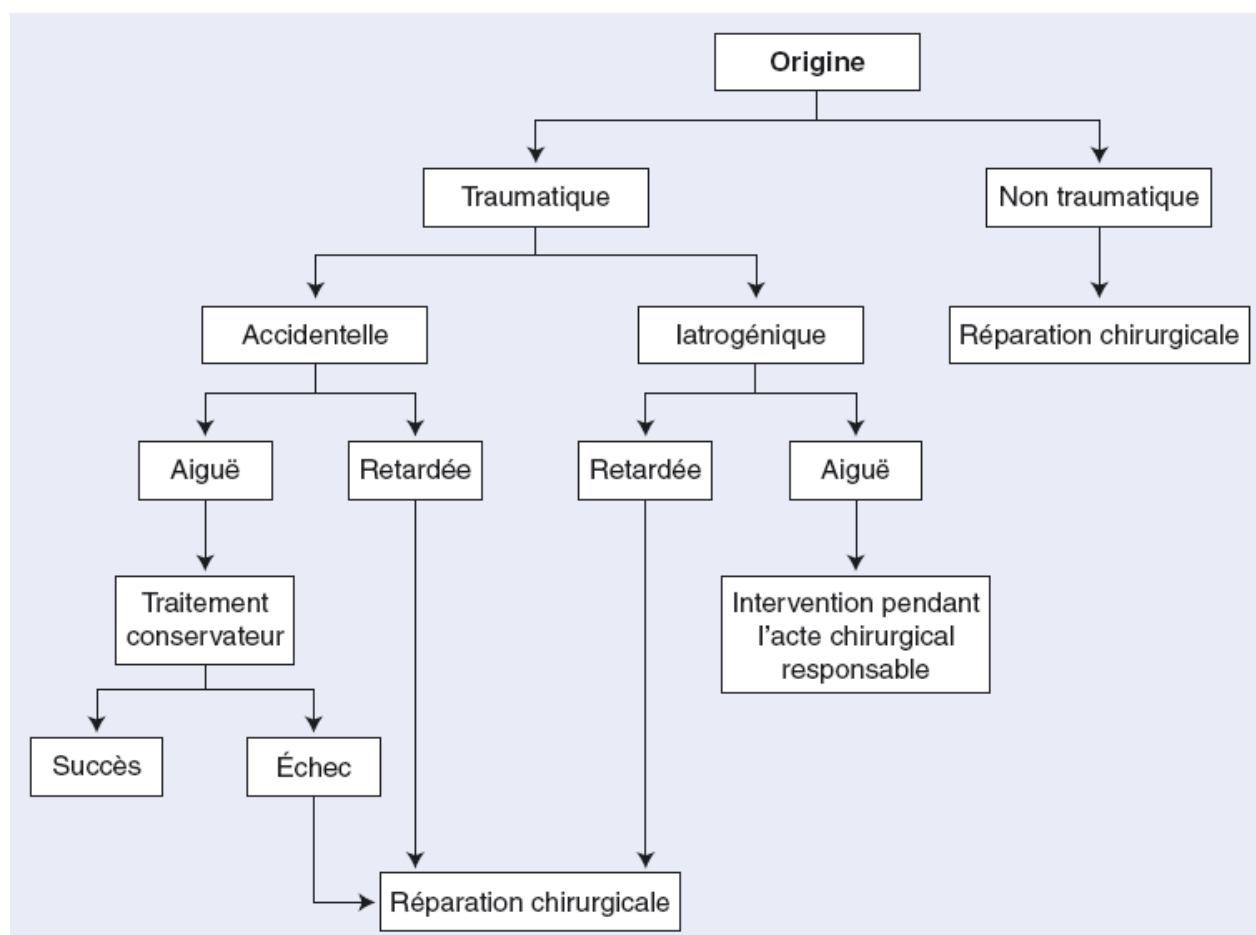 Origine
Traumatique
Non traumatique
Accidentelle
Iatrogénique
Réparation chirurgicale
Aiguë
Retardée
Retardée
Aiguë
Traitement
conservateur
Intervention pendant
l'acte chirurgical
responsable
Succès
Échec
Réparation chirurgicale